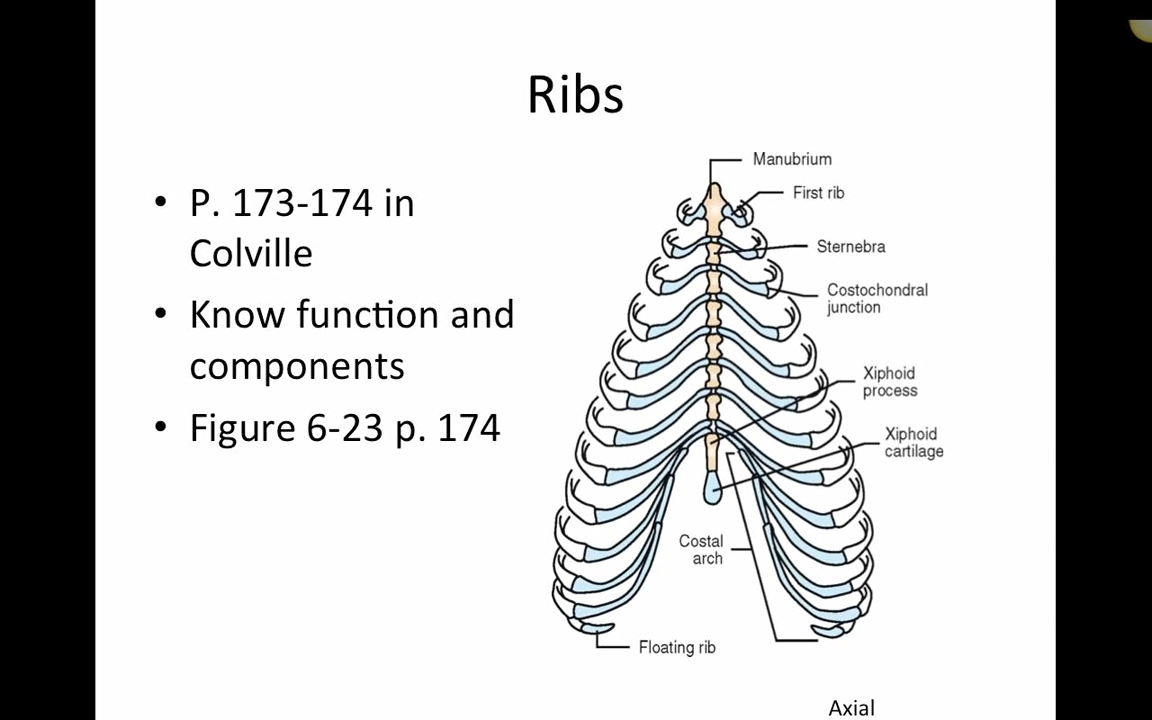 Ribs
• P. 173-174 in
Colville
• Know function and
components
• Figure 6-23 p. 174
Manubrium
First rib
Sternebra
Costochondral
junction
Xiphoid
process
Xiphoid
cartilage
Costal
arch
Floating rib
Axial